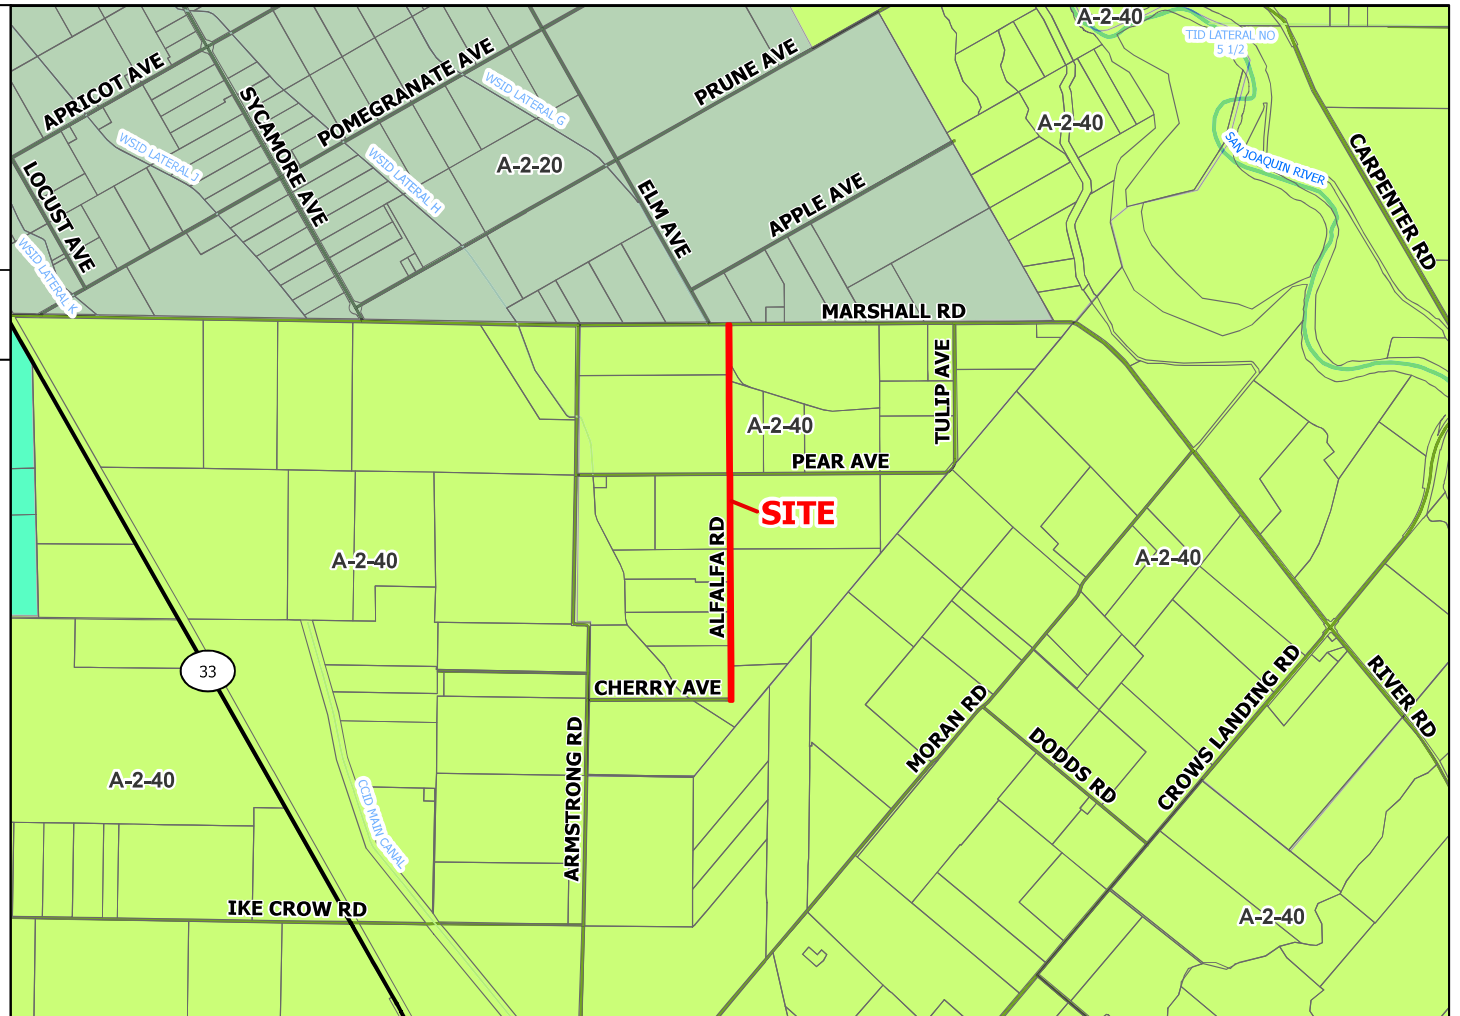 A-2-40
TID LATERAL NO
5 1/2
APRICOT AVE
POMEGRANATE AVE
PRUNE AVE
WSID LATERAL G
SYCAMORE AVE
A-2-40
WSID LATERAL J
WSID LATERAL H
A-2-20
SAN JOAQUIN RIVER
CARPENTER RD
LOCUST AVE
ELM AVE
APPLE AVE
WSID LATERAL K
MARSHALL RD
TULIP AVE
A-2-40
PEAR AVE
SITE
A-2-40
ALFALFA RD
A-2-40
33
CHERRY AVE
MORAN RD
CROWS LANDING RD
RIVER RD
DODDS RD
ARMSTRONG RD
A-2-40
CCID MAIN CANAL
IKE CROW RD
A-2-40